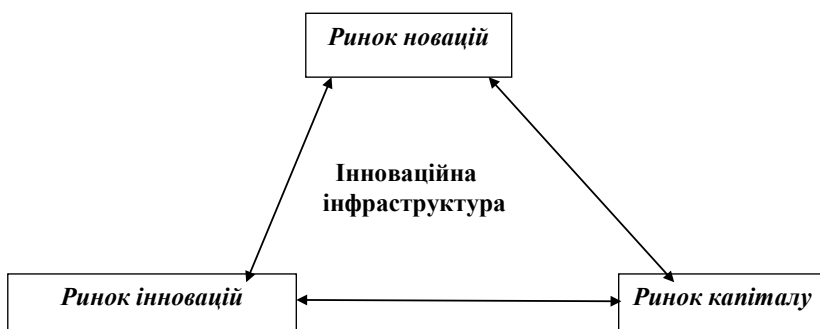 Ринок новацій
Інноваційна
інфраструктура
Ринок інновацій
Ринок капіталу